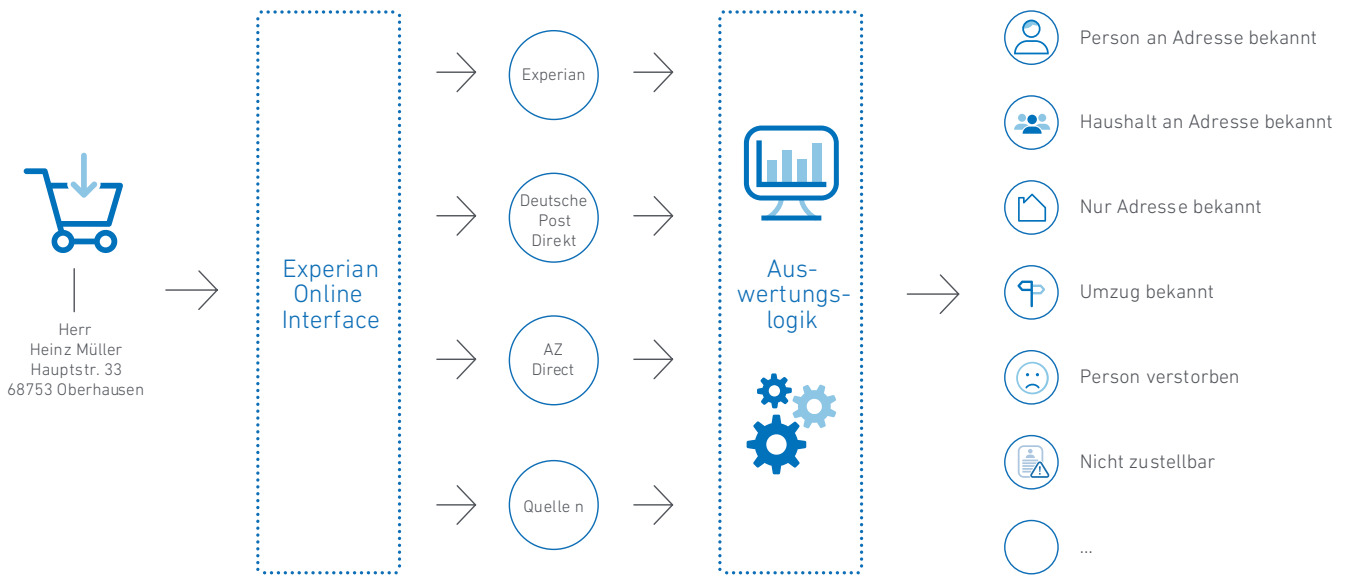 Herr
Heinz Müller
Hauptstr. 33
68753 Oberhausen
Experian
Online
Interface
Experian
Deutsche
Post
Direkt
AZ
Direct
Quelle n
Aus-
wertungs-
logik
Person an Adresse bekannt
Haushalt an Adresse bekannt
Nur Adresse bekannt
Umzug bekannt
Person verstorben
Nicht zustellbar
...